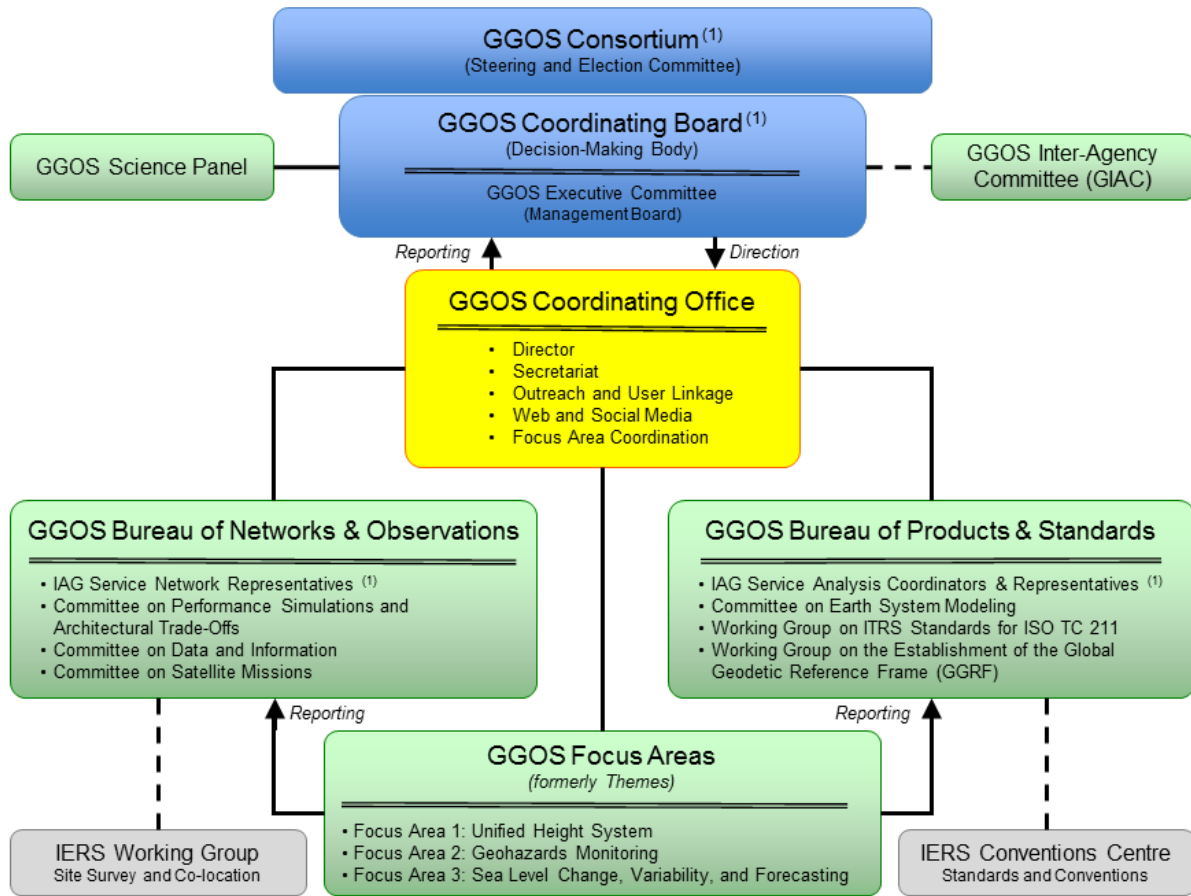 GGOS Consortium (1)
(Steering and Election Committee)
GGOS Coordinating Board (1)
(Decision-Making Body)
GGOS Executive Committee
(Management Board)
GGOS Science Panel
GGOS Inter-Agency
Committee (GIAC)
Reporting
Direction
GGOS Coordinating Office
• Director
• Secretariat
• Outreach and User Linkage
• Web and Social Media
• Focus Area Coordination
GGOS Bureau of Networks & Observations
• IAG Service Network Representatives (1)
• Committee on Performance Simulations and
Architectural Trade-Offs
• Committee on Data and Information
• Committee on Satellite Missions
GGOS Bureau of Products & Standards
• IAG Service Analysis Coordinators & Representatives (1)
• Committee on Earth System Modeling
• Working Group on ITRS Standards for ISO TC 211
• Working Group on the Establishment of the Global
Geodetic Reference Frame (GGRF)
Reporting
Reporting
GGOS Focus Areas
(formerly Themes)
• Focus Area 1: Unified Height System
• Focus Area 2: Geohazards Monitoring
• Focus Area 3: Sea Level Change, Variability, and Forecasting
IERS Working Group
Site Survey and Co-location
IERS Conventions Centre
Standards and Conventions